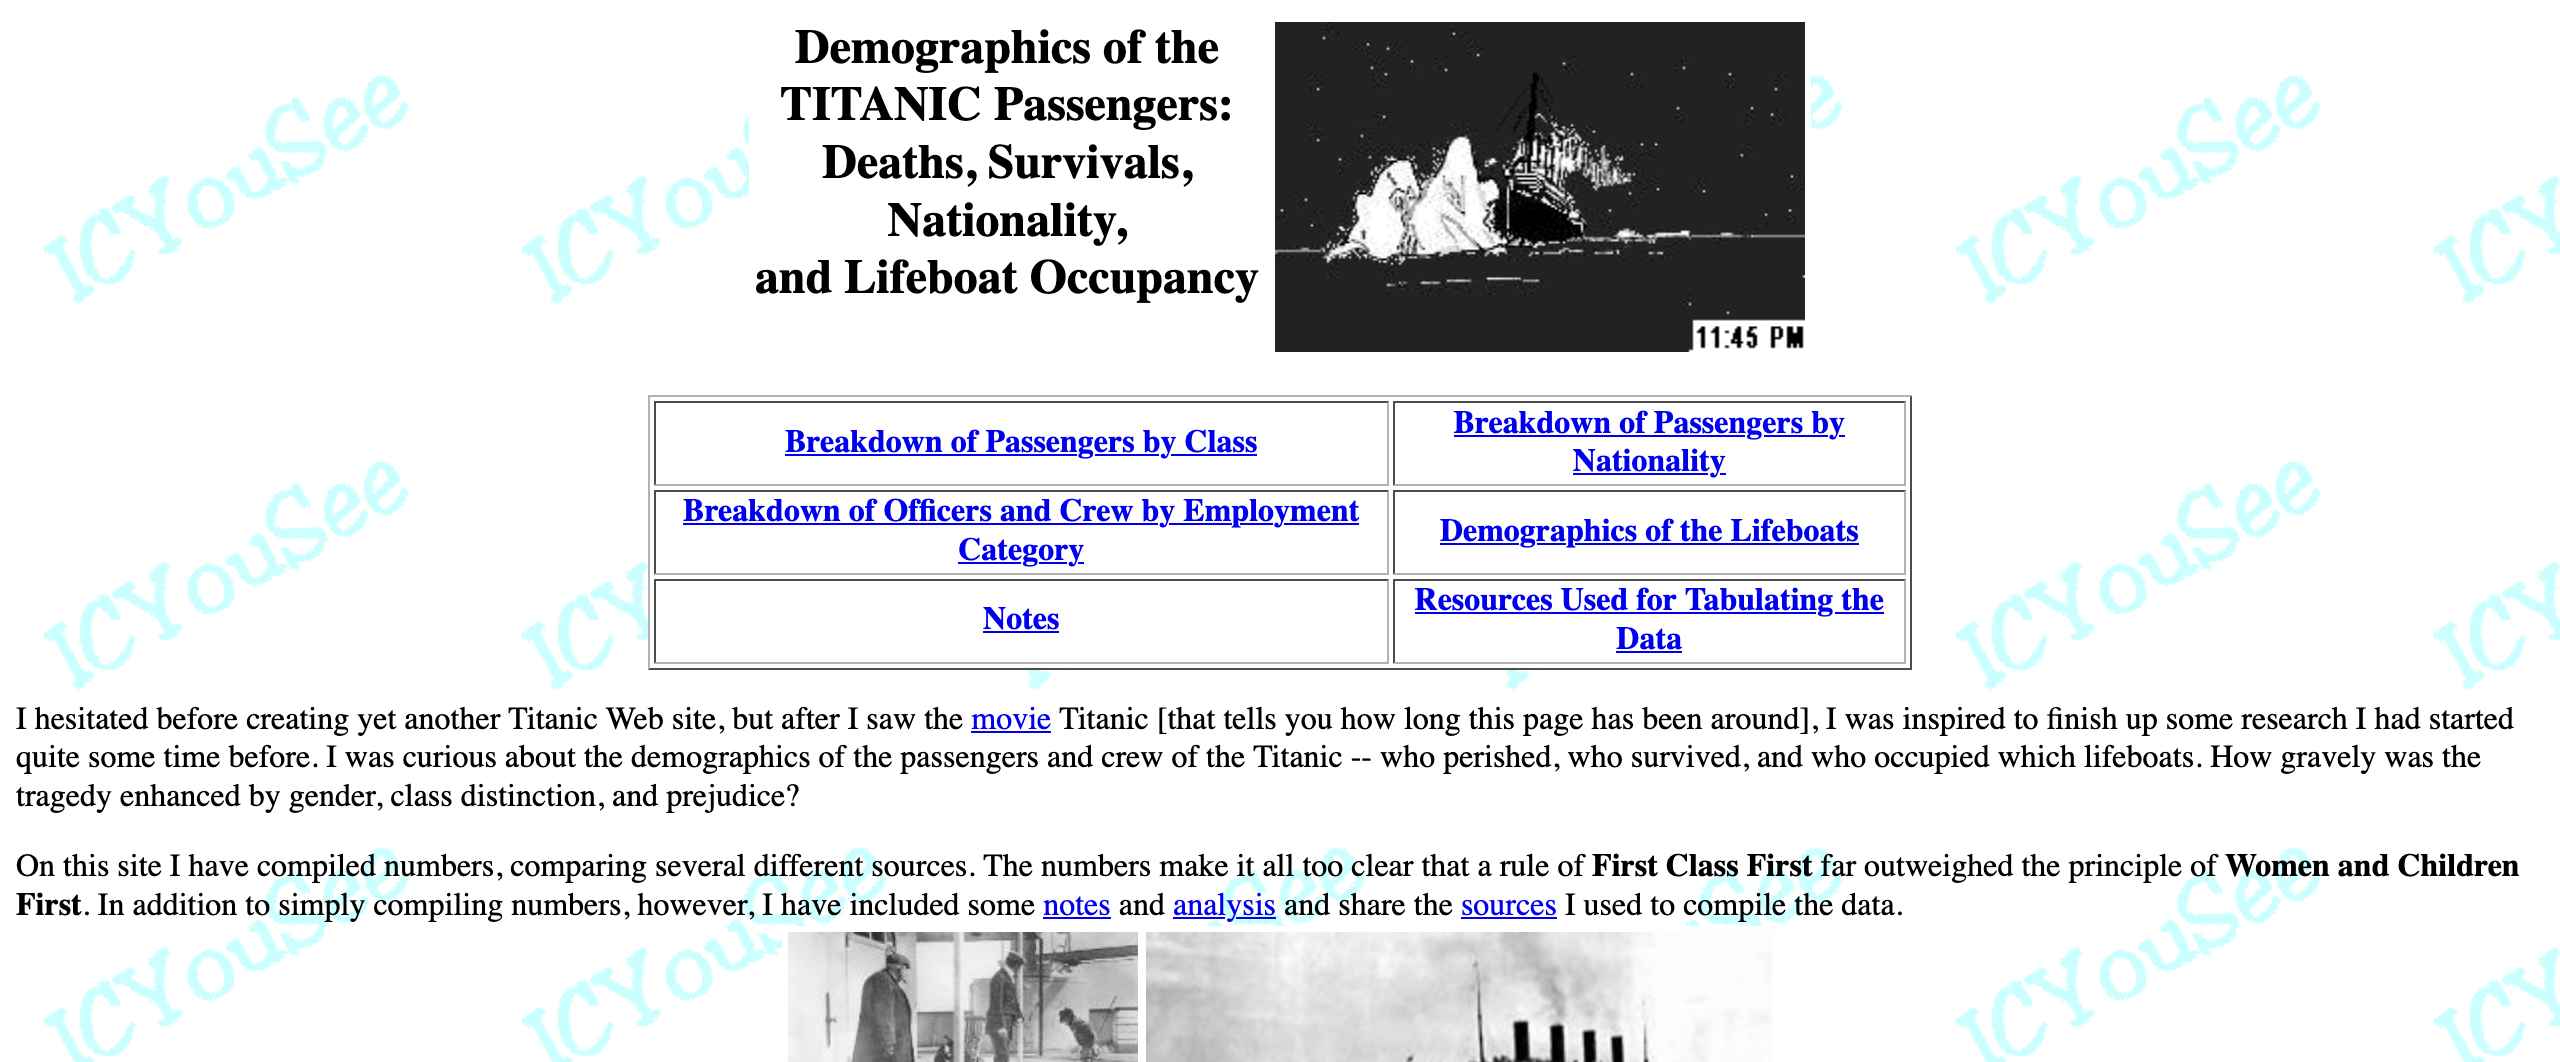 Demographics of the
TITANIC Passengers:
Deaths, Survivals,
Nationality,
and Lifeboat Occupancy
11:45 PM
Breakdown of Passengers by Class
Breakdown of Passengers by
Nationality
Breakdown of Officers and Crew by Employment
Category
Demographics of the Lifeboats
Notes
Resources Used for Tabulating the
Data
I hesitated before creating yet another Titanic Web site, but after I saw the movie Titanic [that tells you how long this page has been around], I was inspired to finish up some research I had started
quite some time before. I was curious about the demographics of the passengers and crew of the Titanic -- who perished, who survived, and who occupied which lifeboats. How gravely was the
tragedy enhanced by gender, class distinction, and prejudice?
On this site I have compiled numbers, comparing several different sources. The numbers make it all too clear that a rule of First Class First far outweighed the principle of Women and Children
First. In addition to simply compiling numbers, however, I have included some notes and analysis and share the sources I used to compile the data.
ICYouSee
ICYouSee
ICYouSee
ICYouSee
ICYouSee
ICYouSee